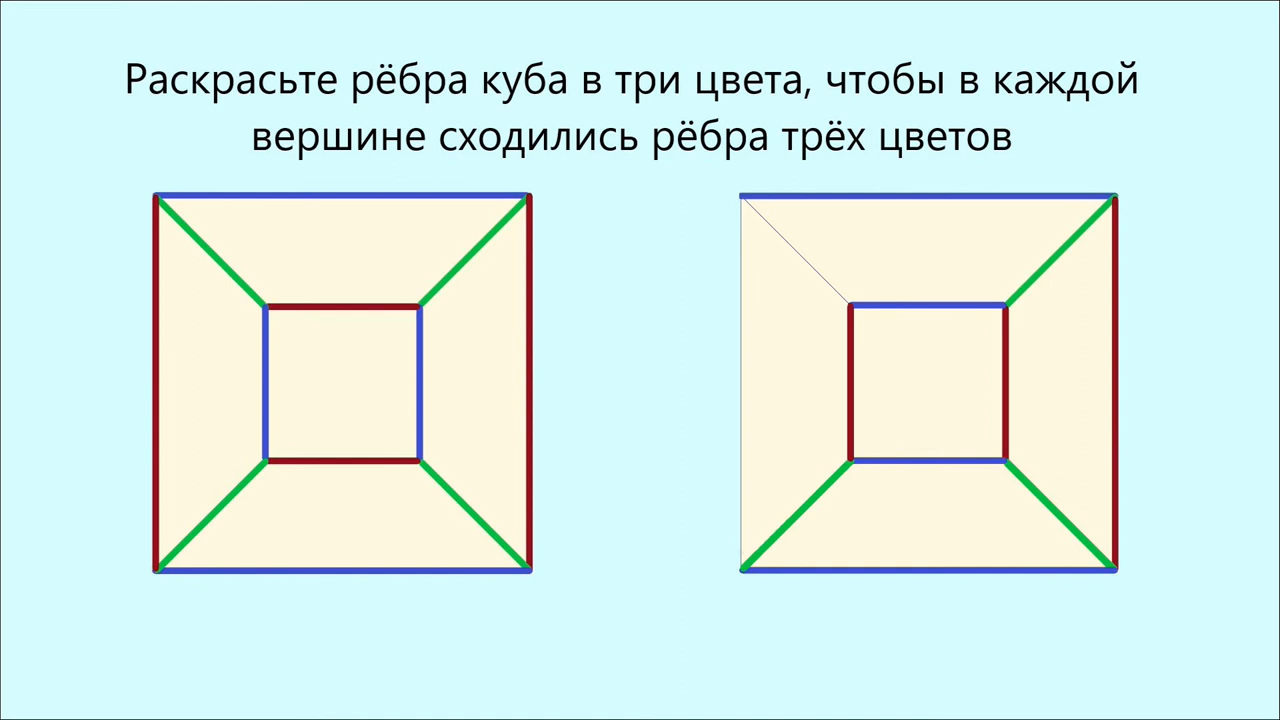 Раскрасьте рёбра куба в три цвета, чтобы в каждой
вершине сходились рёбра трёх цветов